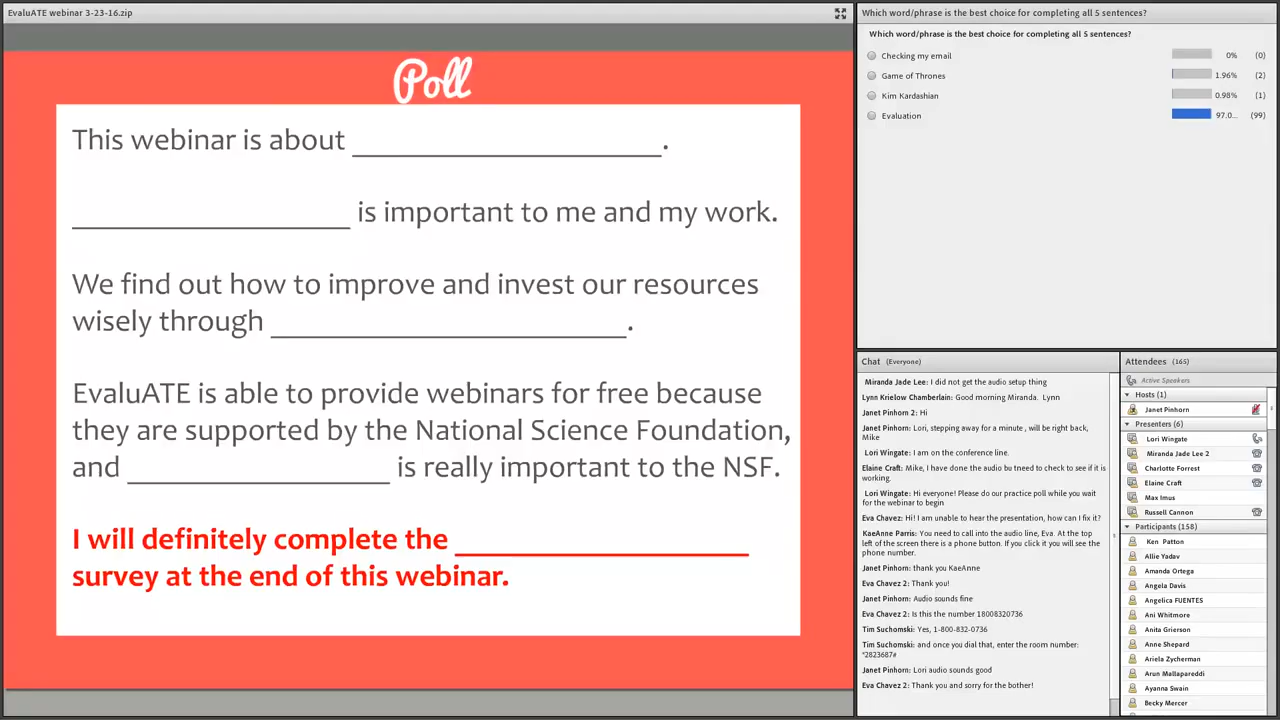 EvaluATE webinar 3-23-16.zip
Poll
This webinar is about ____________________.
____________________ is important to me and my work.
We find out how to improve and invest our resources
wisely through ____________________.
EvaluATE is able to provide webinars for free because
they are supported by the National Science Foundation,
and ____________________ is really important to the NSF.
I will definitely complete the ____________________
survey at the end of this webinar.
Which word/phrase is the best choice for completing all 5 sentences?
Which word/phrase is the best choice for completing all 5 sentences?
Checking my email 0% (0)
Game of Thrones 1.96% (2)
Kim Kardashian 0.98% (1)
Evaluation 97.0... (99)
Chat (Everyone)
Miranda Jade Lee: I did not get the audio setup thing
Lynn Krielow Chamberlain: Good morning Miranda. Lynn
Janet Pinhorn 2: Hi
Janet Pinhorn: Lori, stepping away for a minute , will be right back,
Mike
Lori Wingate: I am on the conference line.
Elaine Craft: Mike, I have done the audio bu tneed to check to see if it is
working.
Lori Wingate: Hi everyone! Please do our practice poll while you wait
for the webinar to begin
Eva Chavez: Hi! I am unable to hear the presentation, how can I fix it?
KaeAnne Parris: You need to call into the audio line, Eva. At the top
left of the screen there is a phone button. If you click it you will see the
phone number.
Janet Pinhorn: thank you KaeAnne
Eva Chavez 2: Thank you!
Janet Pinhorn: Audio sounds fine
Eva Chavez 2: Is this the number 18008320736
Tim Suchomski: Yes, 1-800-832-0736
Tim Suchomski: and once you dial that, enter the room number:
*2823687#
Janet Pinhorn: Lori audio sounds good
Eva Chavez 2: Thank you and sorry for the bother!
Attendees (165)
Active Speakers
Hosts (1)
Janet Pinhorn
Presenters (6)
Lori Wingate
Miranda Jade Lee 2
Charlotte Forrest
Elaine Craft
Max Imus
Russell Cannon
Participants (158)
Ken Patton
Allie Yadav
Amanda Ortega
Angela Davis
Angelica FUENTES
Ani Whitmore
Anita Grierson
Anne Shepard
Ariela Zycherman
Arun Mallapareddi
Ayanna Swain
Becky Mercer